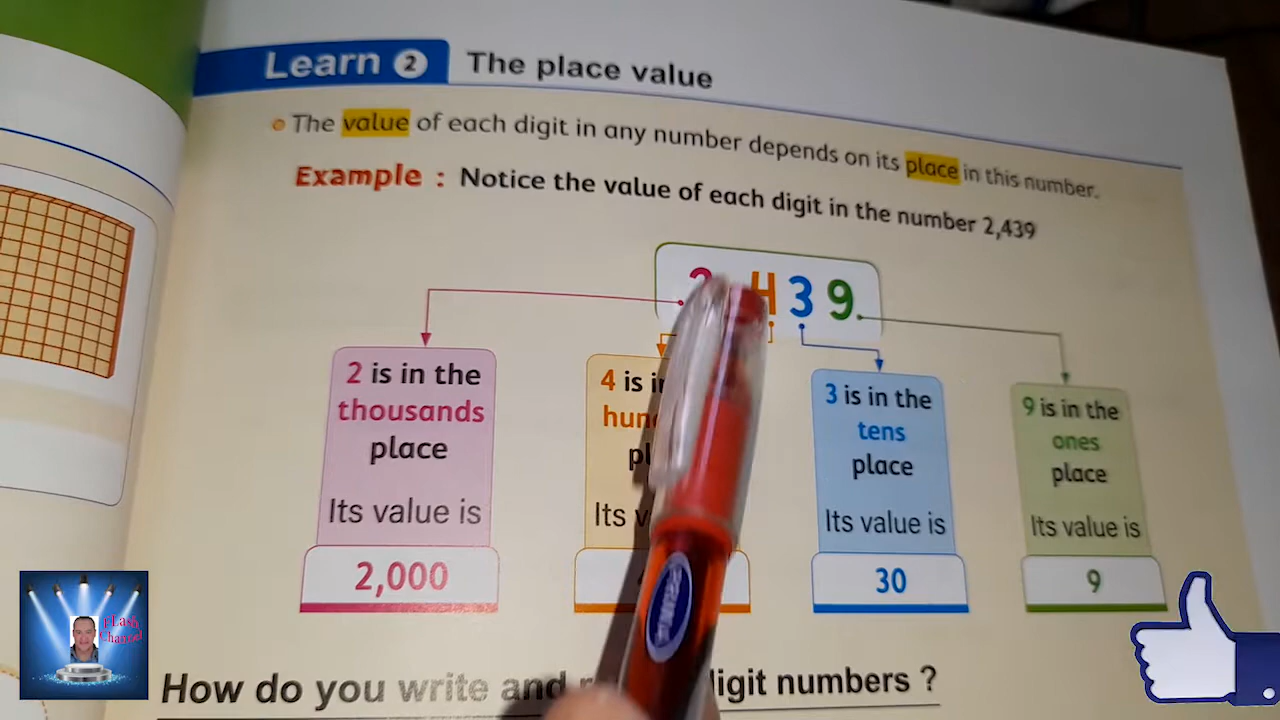 Learn 2 The place value
The value of each digit in any number depends on its place in this number.
Example : Notice the value of each digit in the number 2,439
2 4 3 9
2 is in the
thousands
place
Its value is
2,000
4 is
Its
3 is in the
tens
place
Its value is
30
9 is in the
ones
place
Its value is
9
How do you write and digit numbers ?
fLash
Channel